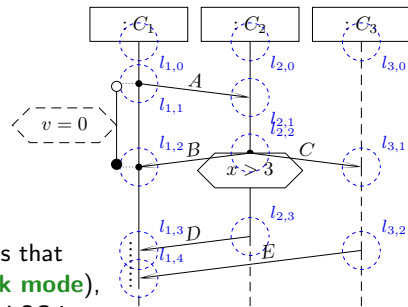 : C₁ : C₂ : C₃
l₁,₀ l₂,₀ l₃,₀
A
l₁,₁
l₂,₁
v = 0
l₂,₂
l₁,₂ B C l₃,₁
x > 3
l₁,₃ D l₂,₃ l₃,₂
s that
l₁,₄ E
k mode),